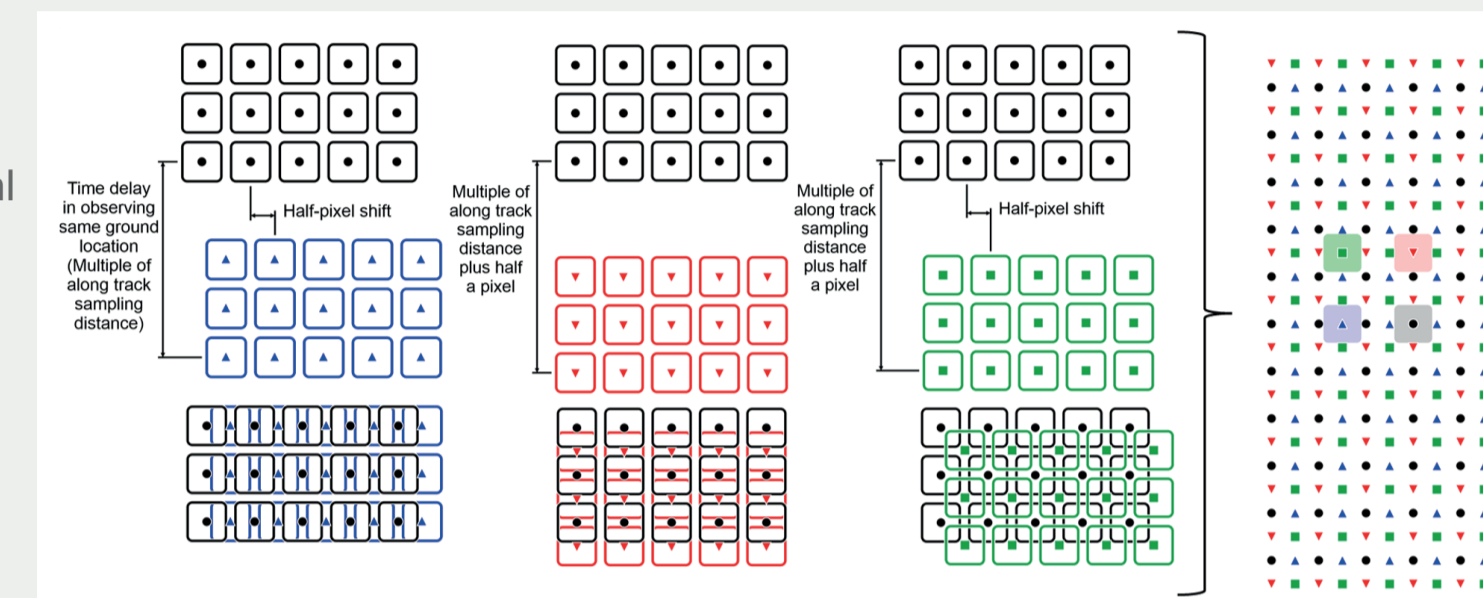 al
Time delay
in observing
same ground
location
(Multiple of
along track
sampling
distance)
Half-pixel shift
Multiple of
along track
sampling
distance
plus half
a pixel
Multiple of
along track
sampling
distance
plus half
a pixel
Half-pixel shift